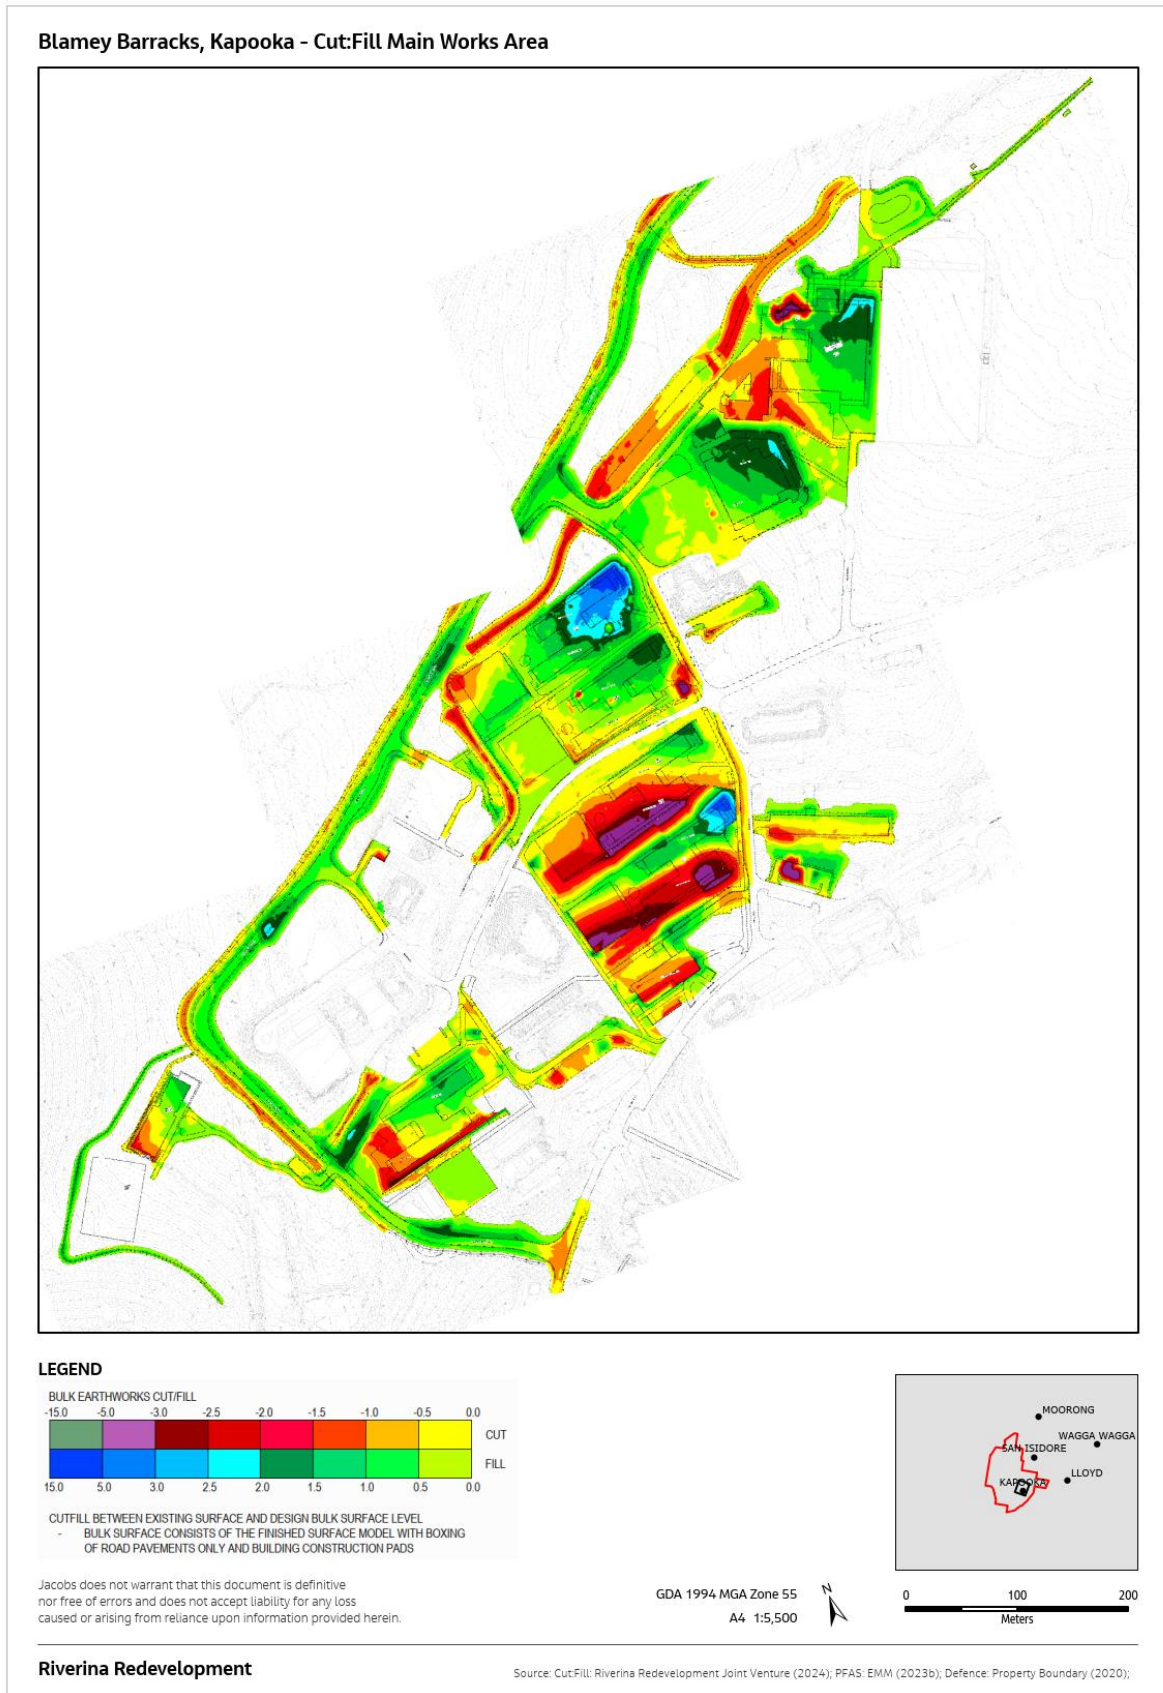 Blamey Barracks, Kapooka - Cut:Fill Main Works Area
LEGEND
BULK EARTHWORKS CUT/FILL
-15.0 -5.0 -3.0 -2.5 -2.0 -1.5 -1.0 -0.5 0.0
CUT
FILL
15.0 5.0 3.0 2.5 2.0 1.5 1.0 0.5 0.0
CUTFILL BETWEEN EXISTING SURFACE AND DESIGN BULK SURFACE LEVEL
- BULK SURFACE CONSISTS OF THE FINISHED SURFACE MODEL WITH BOXING
OF ROAD PAVEMENTS ONLY AND BUILDING CONSTRUCTION PADS
Jacobs does not warrant that this document is definitive
nor free of errors and does not accept liability for any loss
caused or arising from reliance upon information provided herein.
GDA 1994 MGA Zone 55
A4 1:5,500
N
MOORONG
WAGGA WAGGA
SAN ISIDORE
LLOYD
KAPOOKA
0 100 200
Meters
Riverina Redevelopment
Source: Cut:Fill: Riverina Redevelopment Joint Venture (2024); PFAS: EMM (2023b); Defence: Property Boundary (2020);